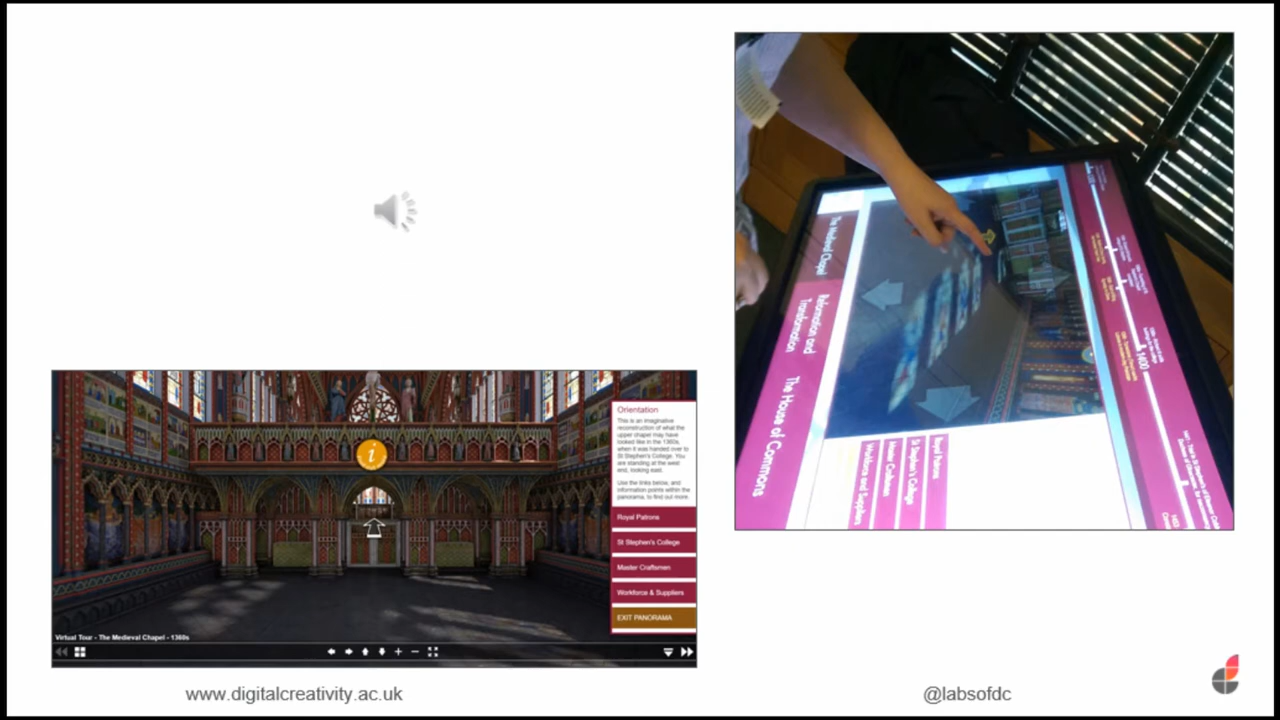 Orientation
This is an imaginative
reconstruction of what the
upper chapel may have
looked like in the 1360s,
when it was handed over to
St Stephen's College. You
are standing at the west
end, looking east.
Use the links below, and
information points within the
panorama, to find out more.
Royal Patrons
St Stephen's College
Master Craftsmen
Workforce & Suppliers
EXIT PANORAMA
i
Virtual Tour - The Medieval Chapel - 1360s
The Medieval Chapel
Reformation and
Transformation
The House of Commons
Royal Patrons
St Stephen's College
Master Craftsmen
Workforce and Suppliers
1400
www.digitalcreativity.ac.uk
@labsofdc